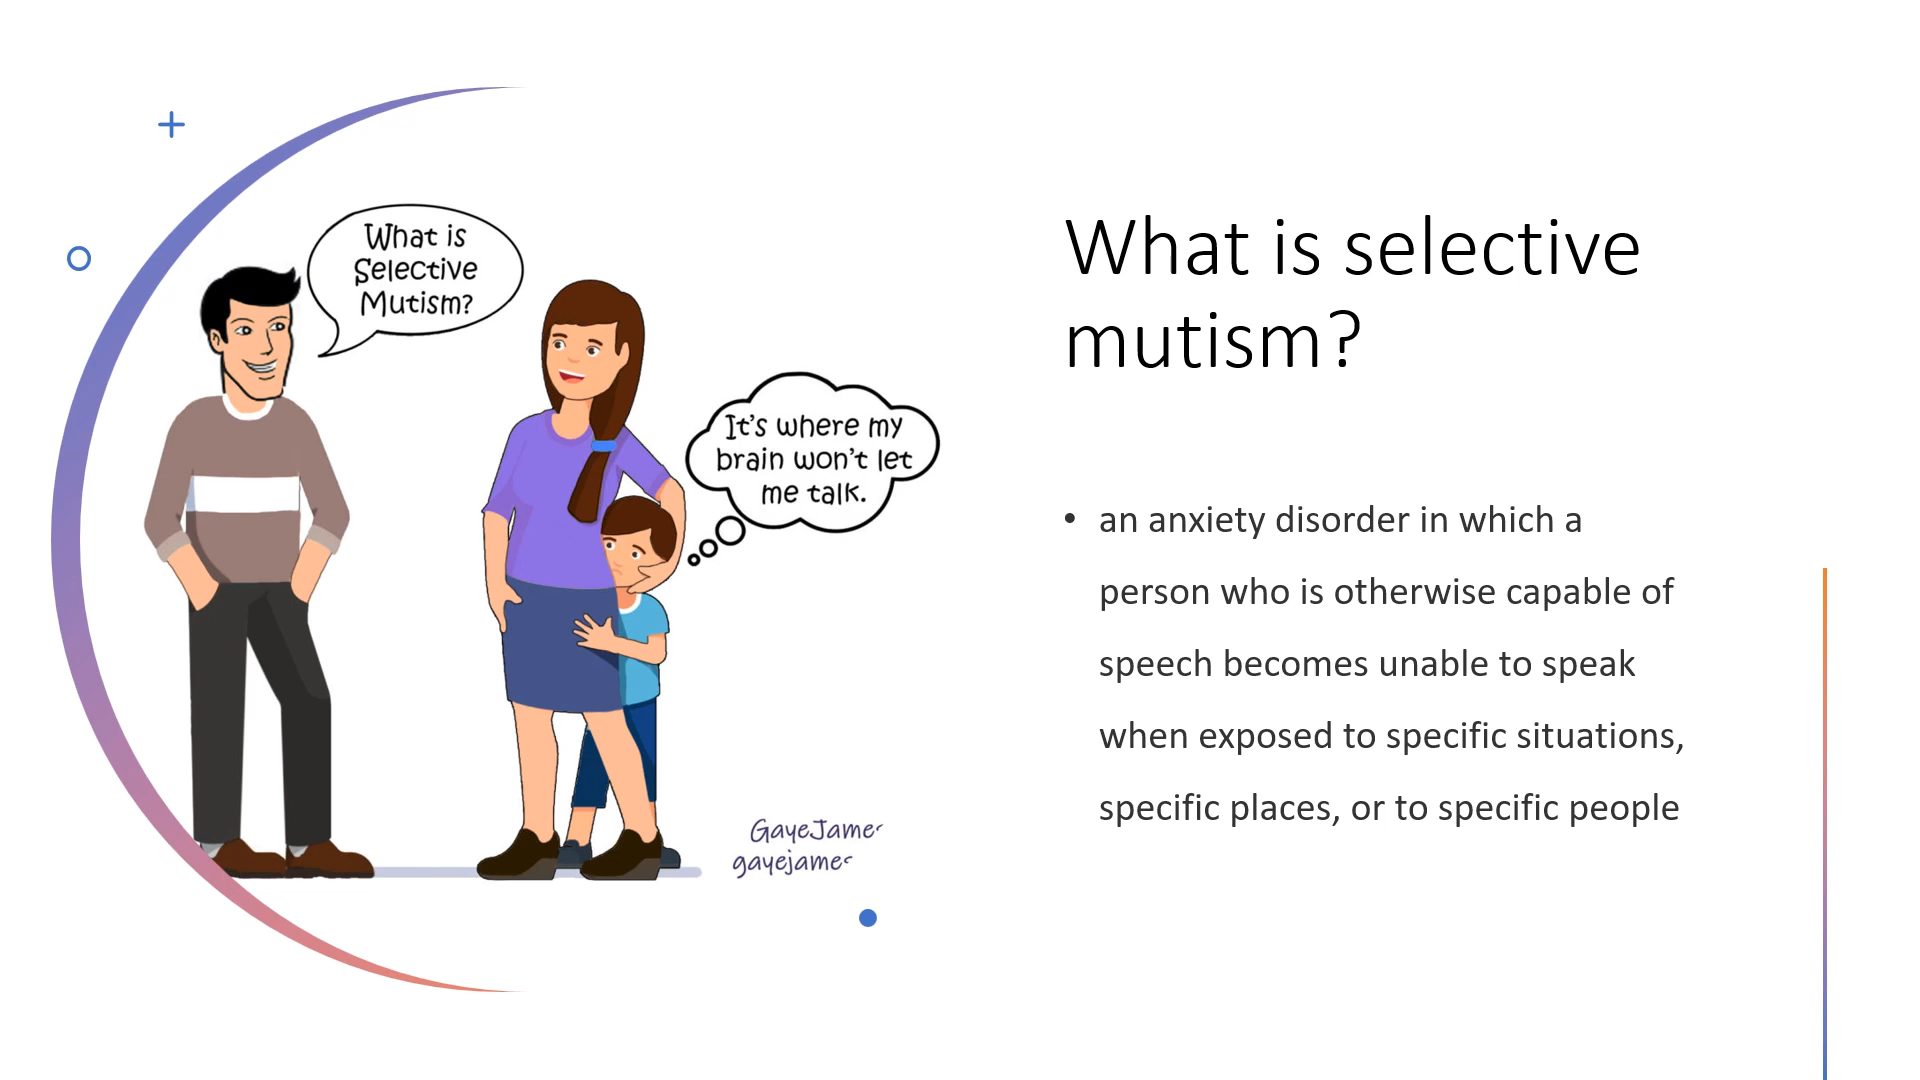 What is
Selective
Mutism?
It's where my
brain won't let
me talk.
GayeJames
gayejames
What is selective
mutism?
• an anxiety disorder in which a
person who is otherwise capable of
speech becomes unable to speak
when exposed to specific situations,
specific places, or to specific people